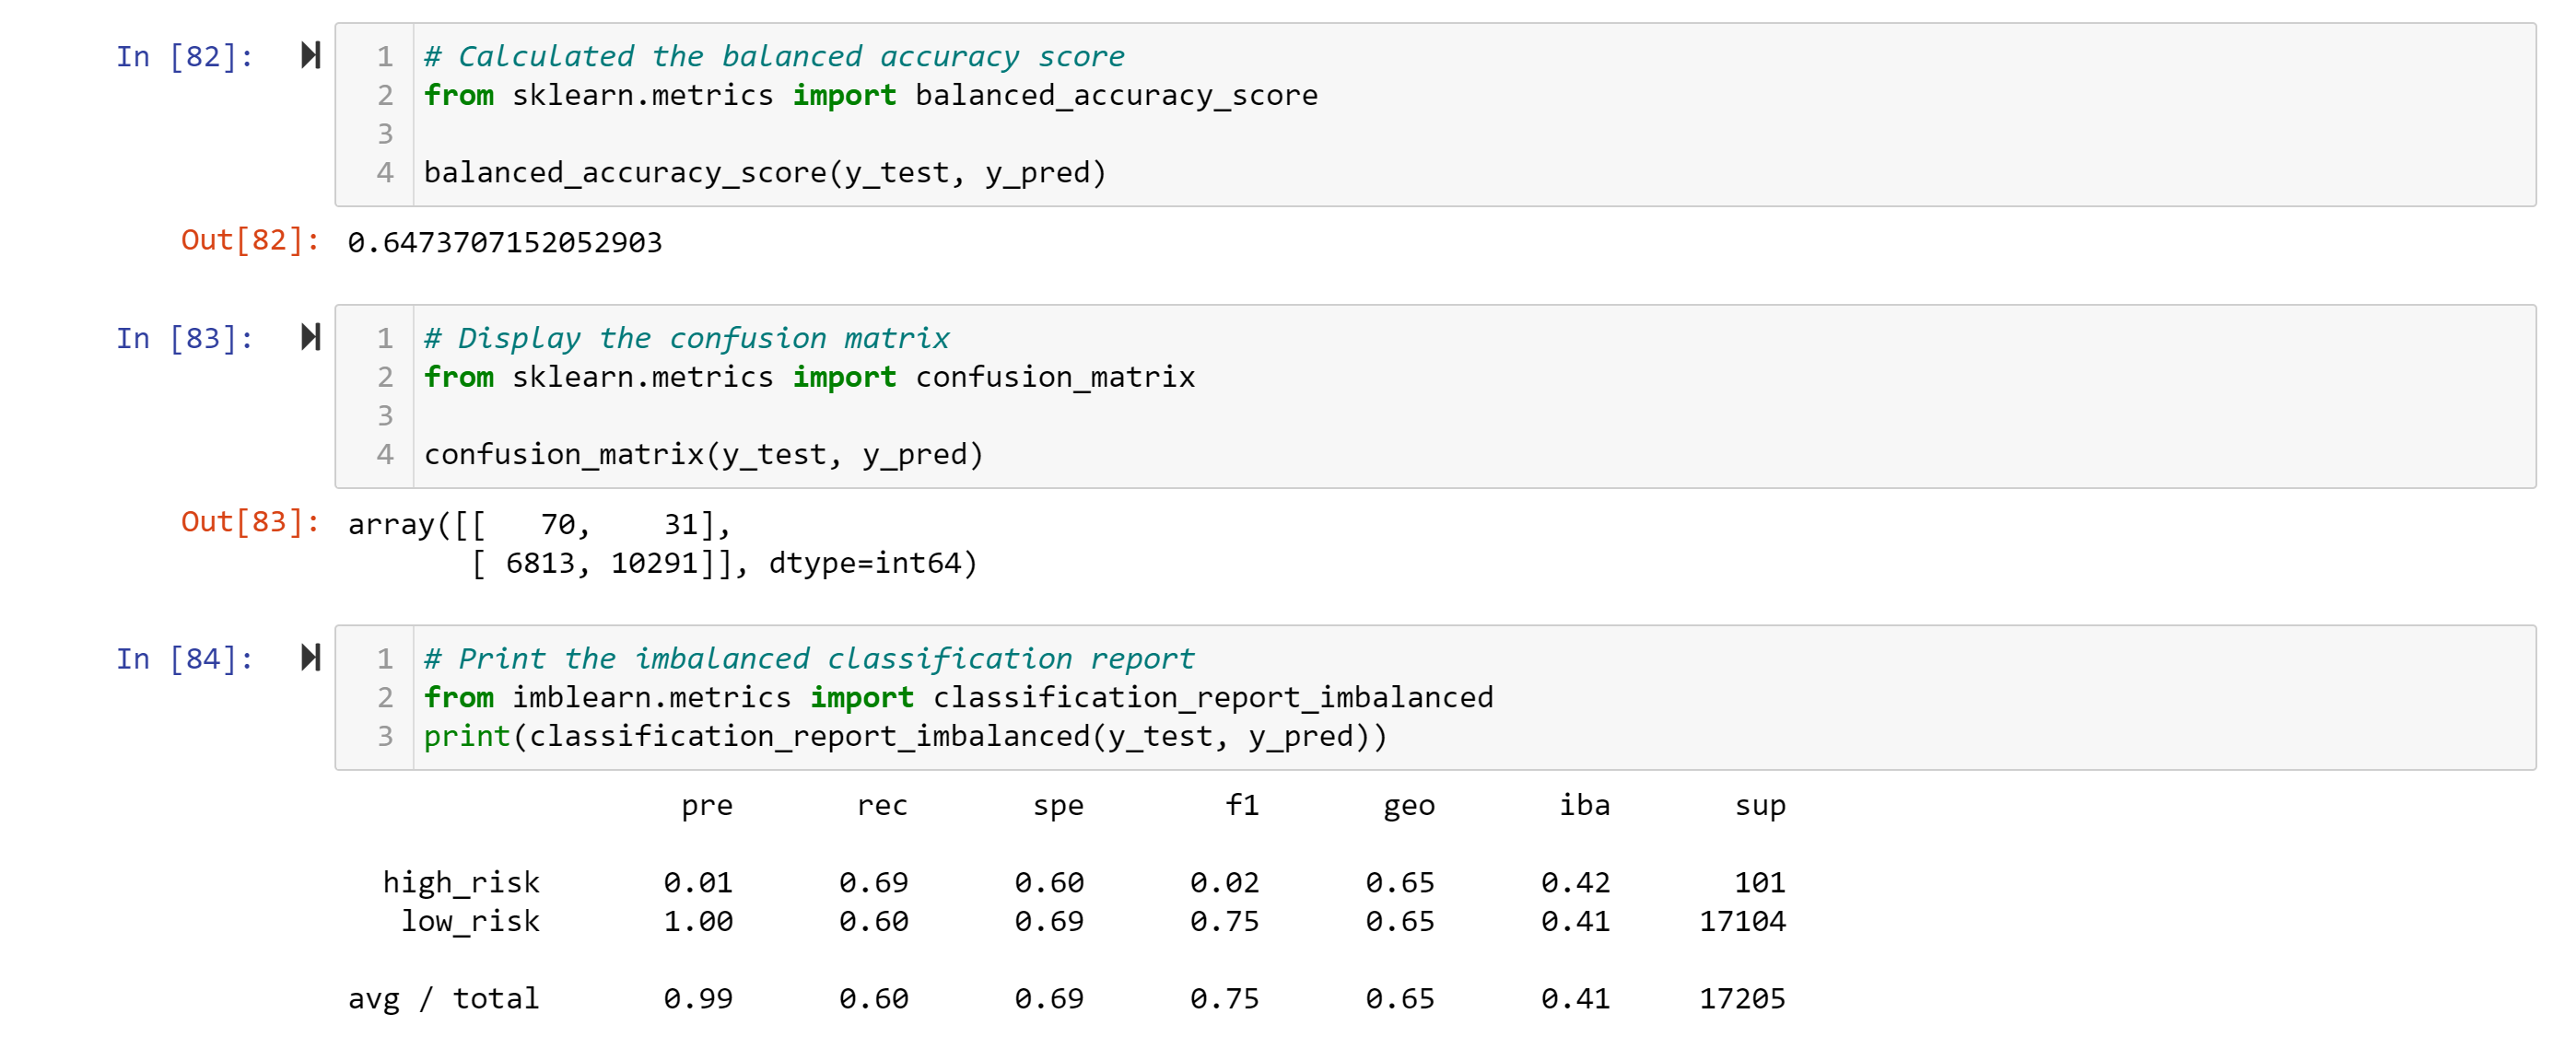 In [82]:
1 # Calculated the balanced accuracy score
2 from sklearn.metrics import balanced_accuracy_score
3
4 balanced_accuracy_score(y_test, y_pred)
Out[82]: 0.6473707152052903
In [83]:
1 # Display the confusion matrix
2 from sklearn.metrics import confusion_matrix
3
4 confusion_matrix(y_test, y_pred)
Out[83]: array([[   70,    31],
       [ 6813, 10291]], dtype=int64)
In [84]:
1 # Print the imbalanced classification report
2 from imblearn.metrics import classification_report_imbalanced
3 print(classification_report_imbalanced(y_test, y_pred))
pre rec spe f1 geo iba sup
high_risk 0.01 0.69 0.60 0.02 0.65 0.42 101
low_risk 1.00 0.60 0.69 0.75 0.65 0.41 17104
avg / total 0.99 0.60 0.69 0.75 0.65 0.41 17205